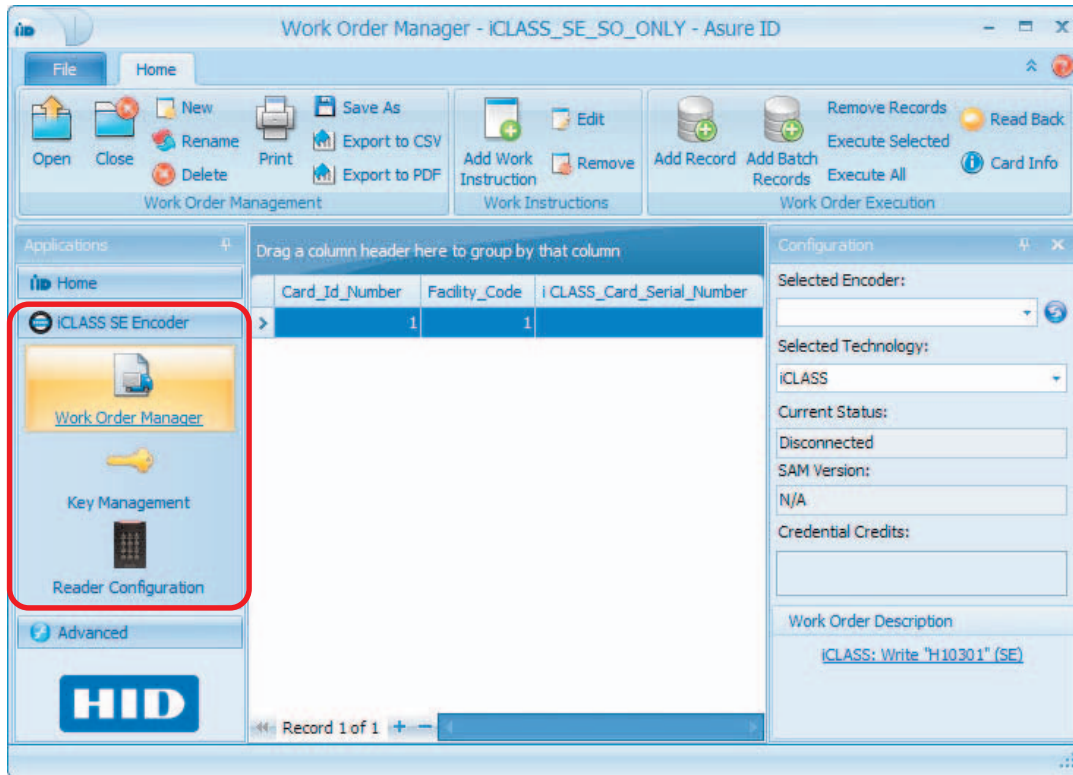 Work Order Manager - iCLASS_SE_SO_ONLY - Asure ID
File Home
New
Rename
Delete
Open Close
Print
Save As
Export to CSV
Export to PDF
Work Order Management
Add Work
Instruction
Edit
Remove
Work Instructions
Add Record
Add Batch
Records
Remove Records
Execute Selected
Execute All
Read Back
Card Info
Work Order Execution
Applications
HID Home
iCLASS SE Encoder
Work Order Manager
Key Management
Reader Configuration
Advanced
HID
Drag a column header here to group by that column
Card_Id_Number Facility_Code iCLASS_Card_Serial_Number
1 1
Record 1 of 1
Configuration
Selected Encoder:
Selected Technology:
iCLASS
Current Status:
Disconnected
SAM Version:
N/A
Credential Credits:
Work Order Description
iCLASS: Write "H10301" (SE)